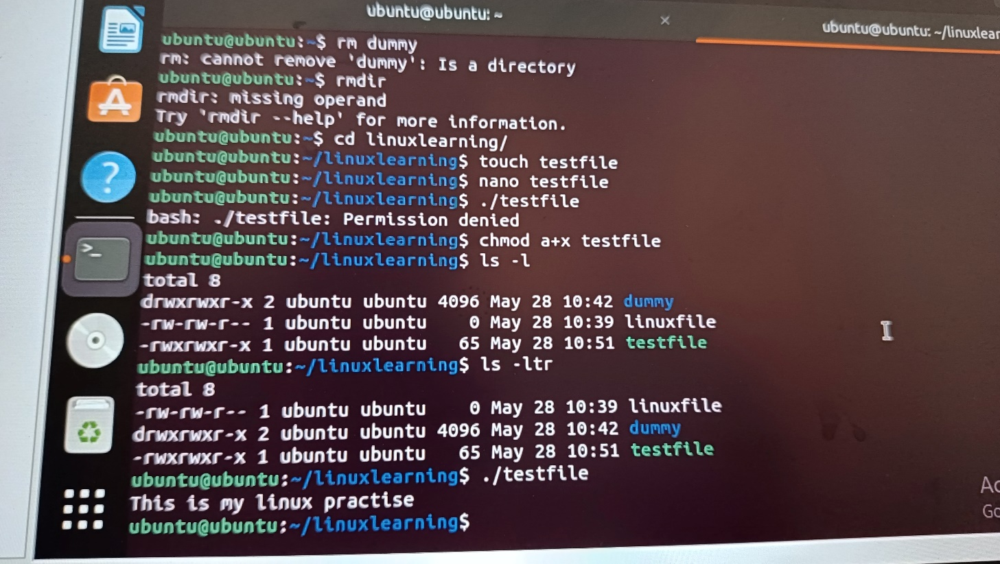 ubuntu@ubuntu: ~
ubuntu@ubuntu: ~/linuxlear
ubuntu@ubuntu:~$ rm dummy
rm: cannot remove 'dummy': Is a directory
ubuntu@ubuntu:~$ rmdir
rmdir: missing operand
Try 'rmdir --help' for more information.
ubuntu@ubuntu:~$ cd linuxlearning/
ubuntu@ubuntu:~/linuxlearning$ touch testfile
ubuntu@ubuntu:~/linuxlearning$ nano testfile
ubuntu@ubuntu:~/linuxlearning$ ./testfile
bash: ./testfile: Permission denied
ubuntu@ubuntu:~/linuxlearning$ chmod a+x testfile
ubuntu@ubuntu:~/linuxlearning$ ls -l
total 8
drwxrwxr-x 2 ubuntu ubuntu 4096 May 28 10:42 dummy
-rw-rw-r-- 1 ubuntu ubuntu    0 May 28 10:39 linuxfile
-rwxrwxr-x 1 ubuntu ubuntu   65 May 28 10:51 testfile
ubuntu@ubuntu:~/linuxlearning$ ls -ltr
total 8
-rw-rw-r-- 1 ubuntu ubuntu    0 May 28 10:39 linuxfile
drwxrwxr-x 2 ubuntu ubuntu 4096 May 28 10:42 dummy
-rwxrwxr-x 1 ubuntu ubuntu   65 May 28 10:51 testfile
ubuntu@ubuntu:~/linuxlearning$ ./testfile
This is my linux practise
ubuntu@ubuntu:~/linuxlearning$